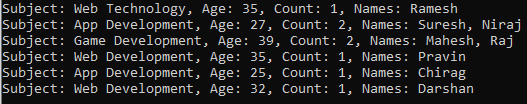 Subject: Web Technology, Age: 35, Count: 1, Names: Ramesh
Subject: App Development, Age: 27, Count: 2, Names: Suresh, Niraj
Subject: Game Development, Age: 39, Count: 2, Names: Mahesh, Raj
Subject: Web Development, Age: 35, Count: 1, Names: Pravin
Subject: App Development, Age: 25, Count: 1, Names: Chirag
Subject: Web Development, Age: 32, Count: 1, Names: Darshan